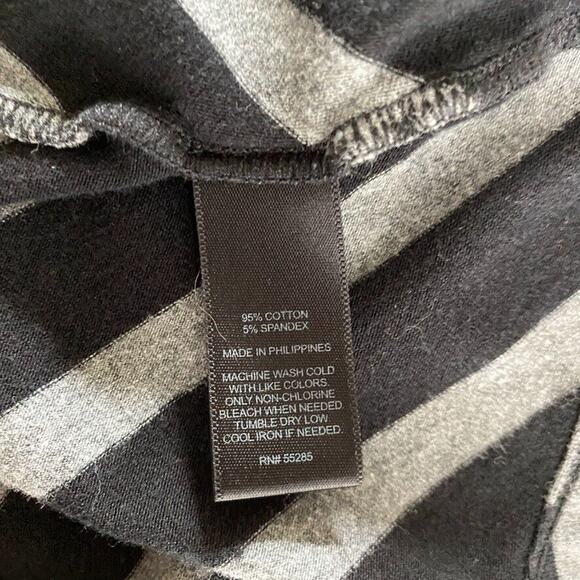 95% COTTON
5% SPANDEX
MADE IN PHILIPPINES
MACHINE WASH COLD
WITH LIKE COLORS.
ONLY NON-CHLORINE
BLEACH WHEN NEEDED.
TUMBLE DRY LOW
COOL IRON IF NEEDED.
RN# 55285